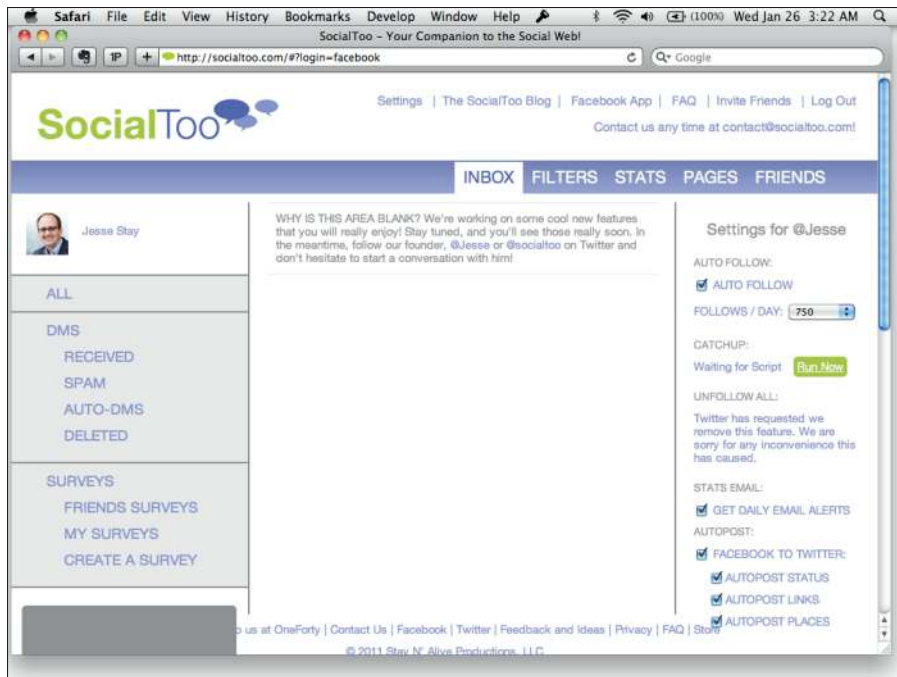 Safari File Edit View History Bookmarks Develop Window Help (100%) Wed Jan 26 3:22 AM
SocialToo – Your Companion to the Social Web!
1P + http://socialtoo.com/#?login=facebook Google
SocialToo
Settings | The SocialToo Blog | Facebook App | FAQ | Invite Friends | Log Out
Contact us any time at contact@socialtoo.com!
INBOX FILTERS STATS PAGES FRIENDS
Jesse Stay
ALL
DMS
RECEIVED
SPAM
AUTO-DMS
DELETED
SURVEYS
FRIENDS SURVEYS
MY SURVEYS
CREATE A SURVEY
WHY IS THIS AREA BLANK? We're working on some cool new features
that you will really enjoy! Stay tuned, and you'll see those really soon. In
the meantime, follow our founder, @Jesse or @socialtoo on Twitter and
don't hesitate to start a conversation with him!
Settings for @Jesse
AUTO FOLLOW:
AUTO FOLLOW
FOLLOWS / DAY: 750
CATCHUP:
Waiting for Script Run Now
UNFOLLOW ALL:
Twitter has requested we
remove this feature. We are
sorry for any inconvenience this
has caused.
STATS EMAIL:
GET DAILY EMAIL ALERTS
AUTOPOST:
FACEBOOK TO TWITTER:
AUTOPOST STATUS
AUTOPOST LINKS
AUTOPOST PLACES
us at OneForty | Contact Us | Facebook | Twitter | Feedback and Ideas | Privacy | FAQ | Store
© 2011 Stay N' Alive Productions, LLC